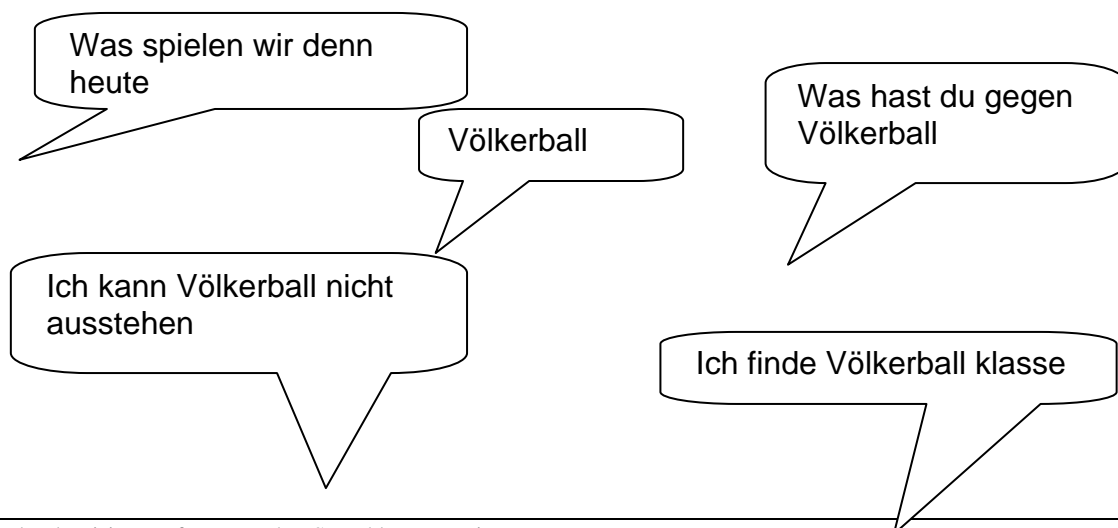 Was spielen wir denn
heute
Völkerball
Was hast du gegen
Völkerball
Ich kann Völkerball nicht
ausstehen
Ich finde Völkerball klasse